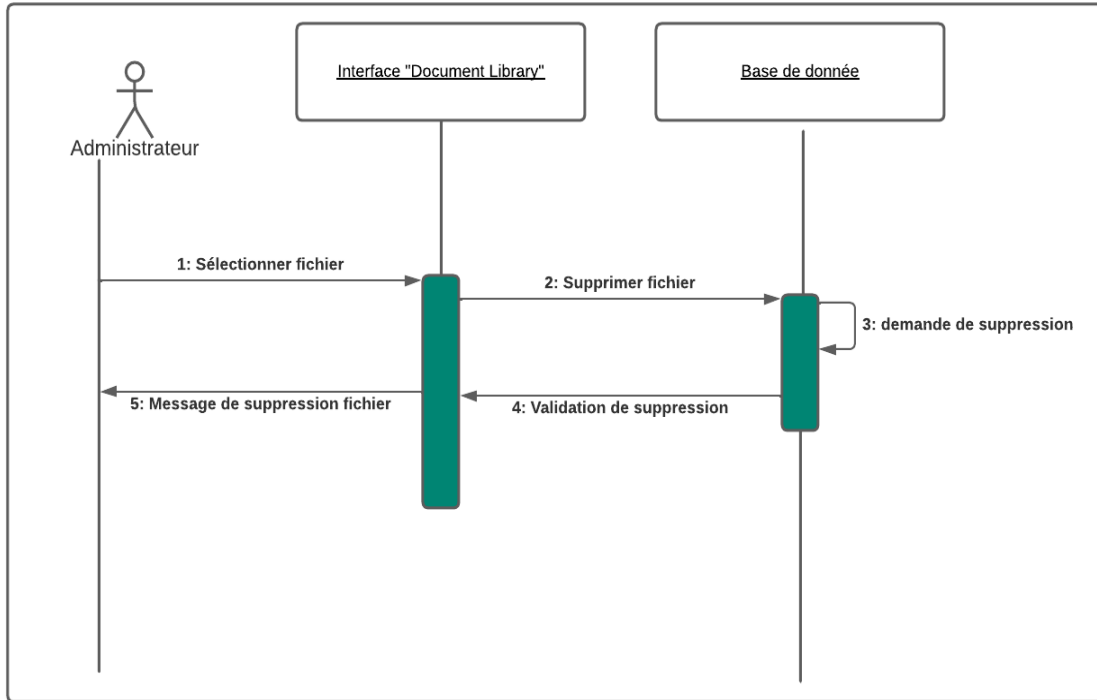 Interface "Document Library"
Base de donnée
Administrateur
1: Sélectionner fichier
2: Supprimer fichier
3: demande de suppression
5: Message de suppression fichier
4: Validation de suppression